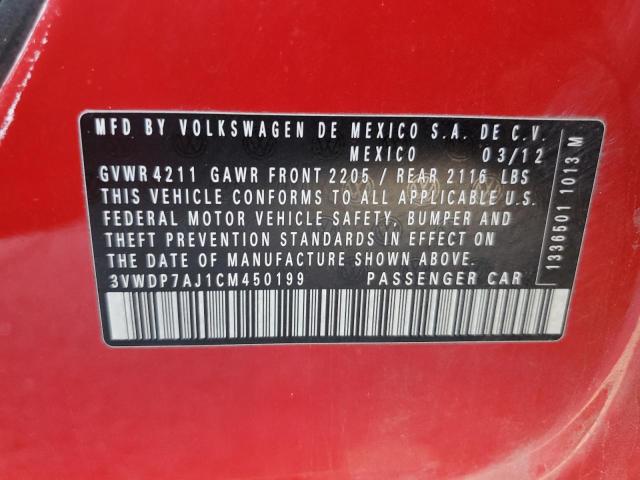 MFD BY VOLKSWAGEN DE MEXICO S.A. DE C.V.
MEXICO 03/12
GVWR 4211 GAWR FRONT 2205 / REAR 2116 LBS
THIS VEHICLE CONFORMS TO ALL APPLICABLE U.S.
FEDERAL MOTOR VEHICLE SAFETY, BUMPER AND
THEFT PREVENTION STANDARDS IN EFFECT ON
THE DATE OF MANUFACTURE SHOWN ABOVE.
3VWDP7AJ1CM450199 PASSENGER CAR
1336501 1013 M